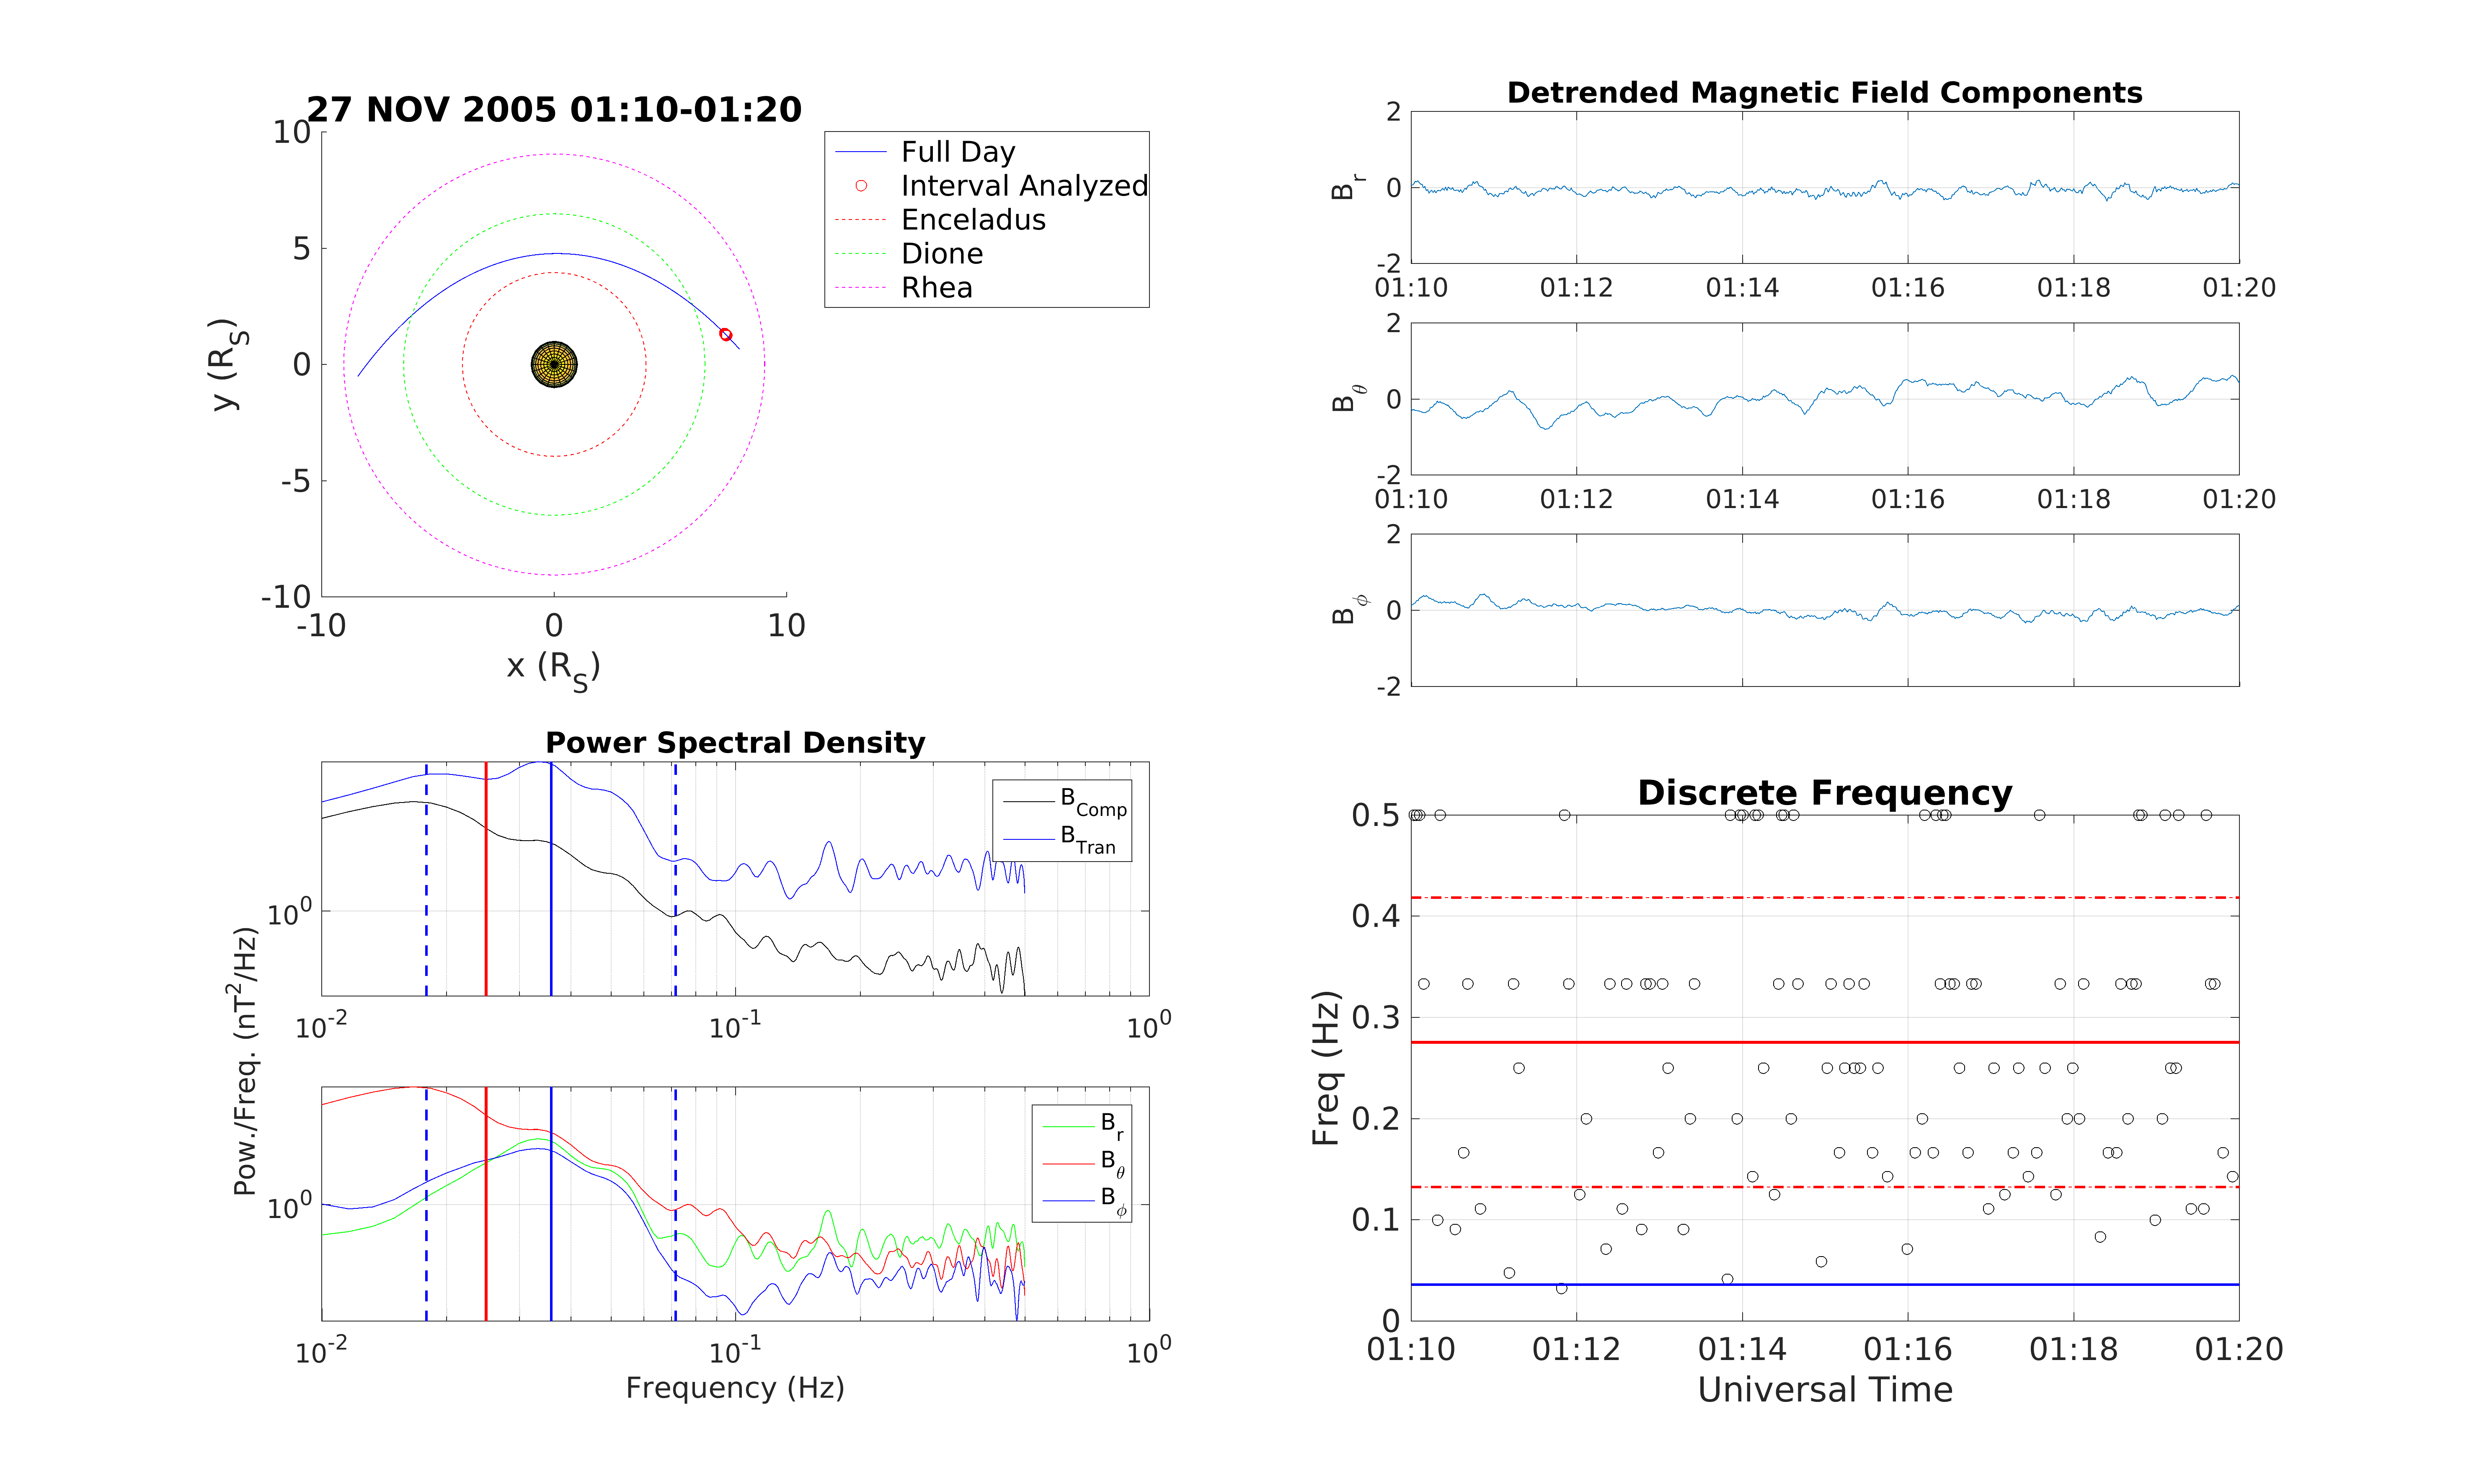 27 NOV 2005 01:10-01:20
10
5
0
-5
-10
y (R_S)
-10 0 10
x (R_S)
Full Day
Interval Analyzed
Enceladus
Dione
Rhea
Detrended Magnetic Field Components
2
0
-2
B_r
01:10 01:12 01:14 01:16 01:18 01:20
2
0
-2
B_θ
01:10 01:12 01:14 01:16 01:18 01:20
2
0
-2
B_ϕ
Power Spectral Density
B_Comp
B_Tran
10^0
10^-2 10^-1 10^0
Pow./Freq. (nT^2/Hz)
B_r
B_θ
B_ϕ
10^0
10^-2 10^-1 10^0
Frequency (Hz)
Discrete Frequency
0.5
0.4
0.3
0.2
0.1
0
Freq (Hz)
01:10 01:12 01:14 01:16 01:18 01:20
Universal Time